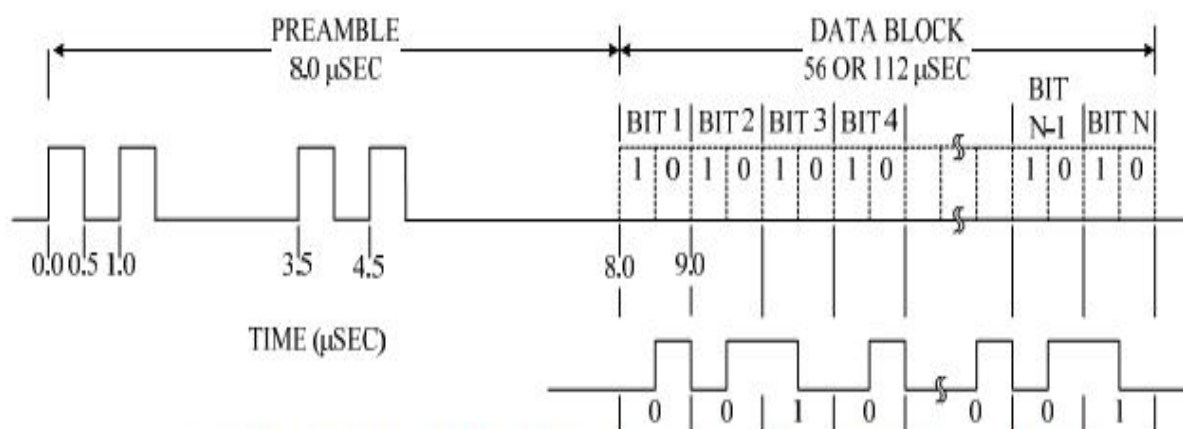 PREAMBLE
8.0 µSEC
DATA BLOCK
56 OR 112 µSEC
BIT 1 BIT 2 BIT 3 BIT 4 BIT N-1 BIT N
1 0 1 0 1 0 1 0 1 0 1 0
0.0 0.5 1.0 3.5 4.5 8.0 9.0
TIME (µSEC)
0 0 1 0 0 0 1